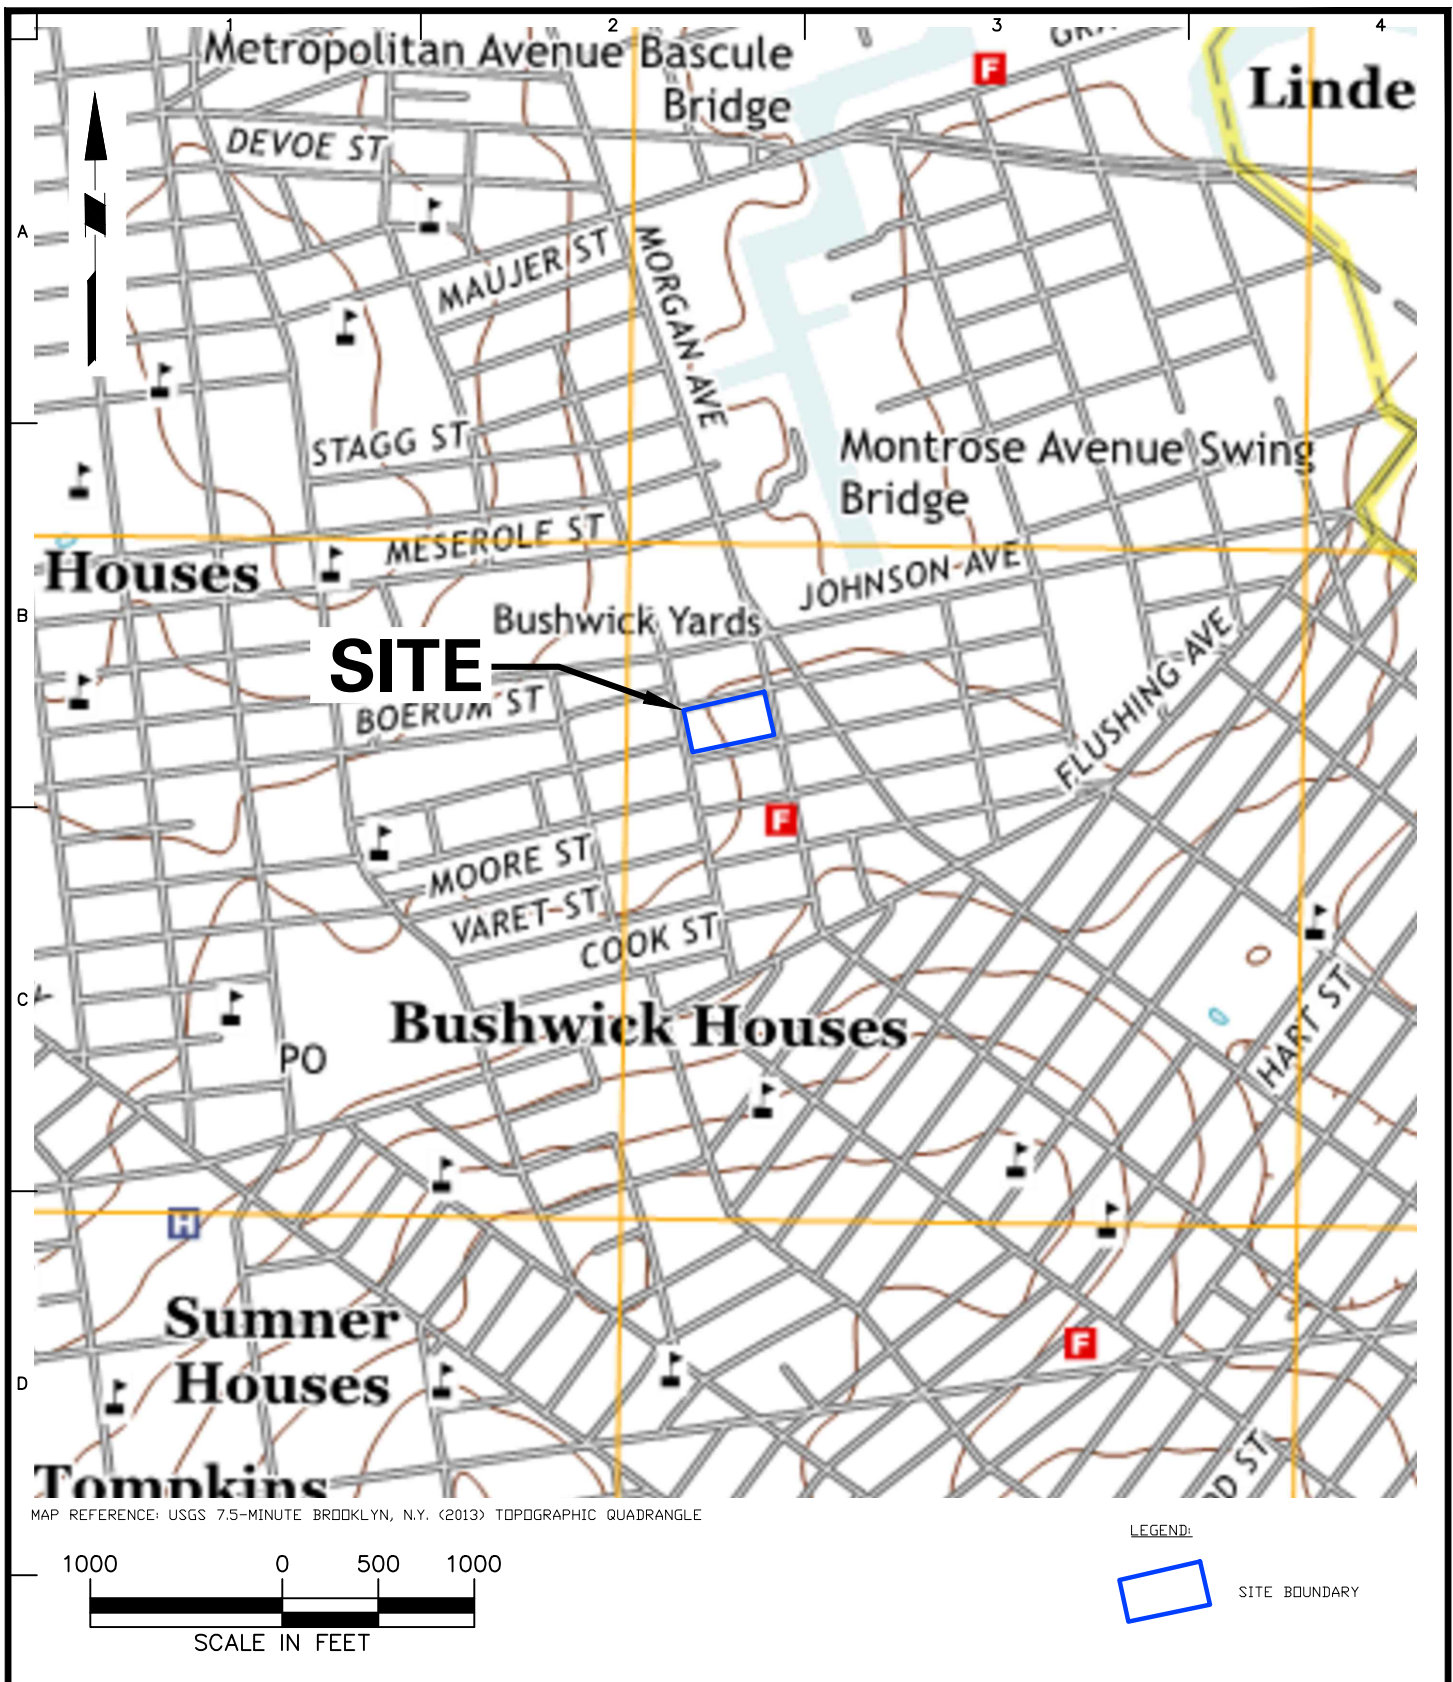 1 2 3 4
Metropolitan Avenue Bascule
Bridge
F
Linde
DEVOE ST
A
MAUJER ST
MORGAN AVE
STAGG ST
Montrose Avenue Swing
Bridge
MESEROLE ST
JOHNSON AVE
Houses
B
Bushwick Yards
SITE
BOERUM ST
FLUSHING AVE
F
MOORE ST
VARET ST
COOK ST
C
Bushwick Houses
HART ST
PO
H
Sumner
Houses
F
D
Tompkins
MAP REFERENCE: USGS 7.5-MINUTE BROOKLYN, N.Y. (2013) TOPOGRAPHIC QUADRANGLE
LEGEND:
1000 0 500 1000
SCALE IN FEET
SITE BOUNDARY